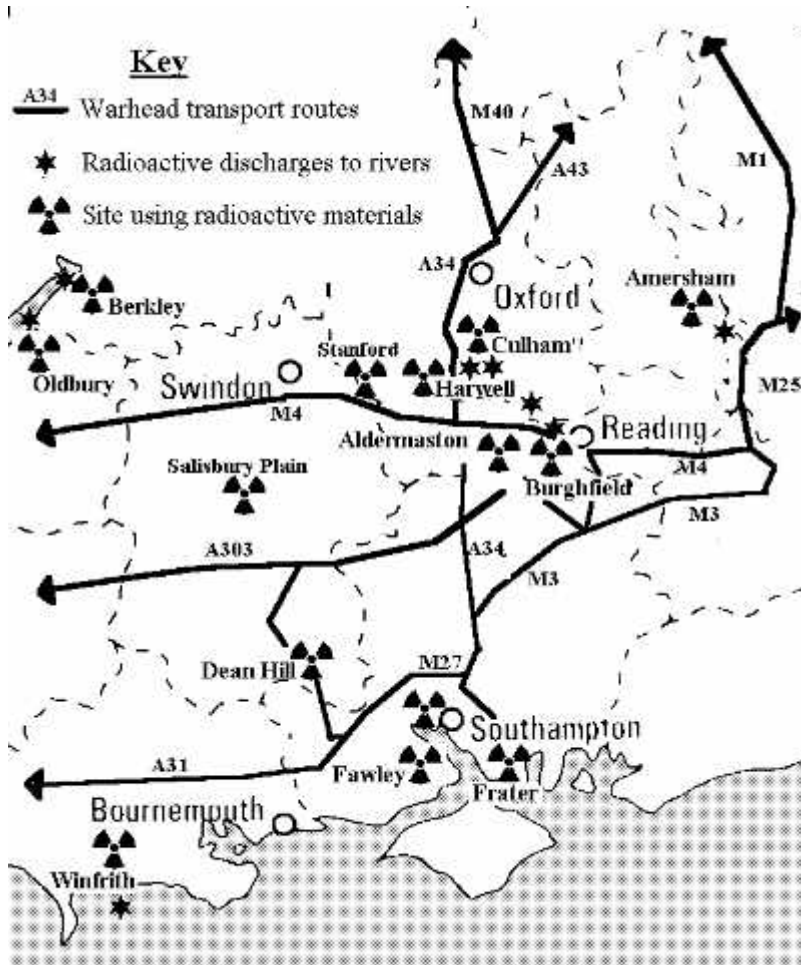 Key
A34
Warhead transport routes
Radioactive discharges to rivers
Site using radioactive materials
M40
A43
M1
A34
Oxford
Amersham
Berkley
Culham
Stanford
Oldbury
Swindon
Harwell
M25
M4
Aldermaston
Reading
Salisbury Plain
Burghfield
M4
M3
A303
A34
M3
Dean Hill
M27
Southampton
A31
Fawley
Frater
Bournemouth
Winfrith